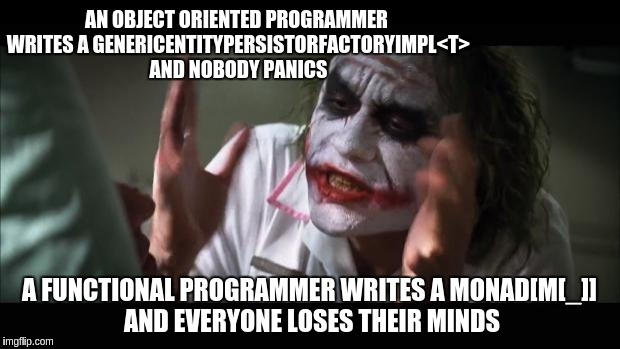 AN OBJECT ORIENTED PROGRAMMER
WRITES A GENERICENTITYPERSISTORFACTORYIMPL<T>
AND NOBODY PANICS
A FUNCTIONAL PROGRAMMER WRITES A MONAD[M[_]]
AND EVERYONE LOSES THEIR MINDS
imgflip.com